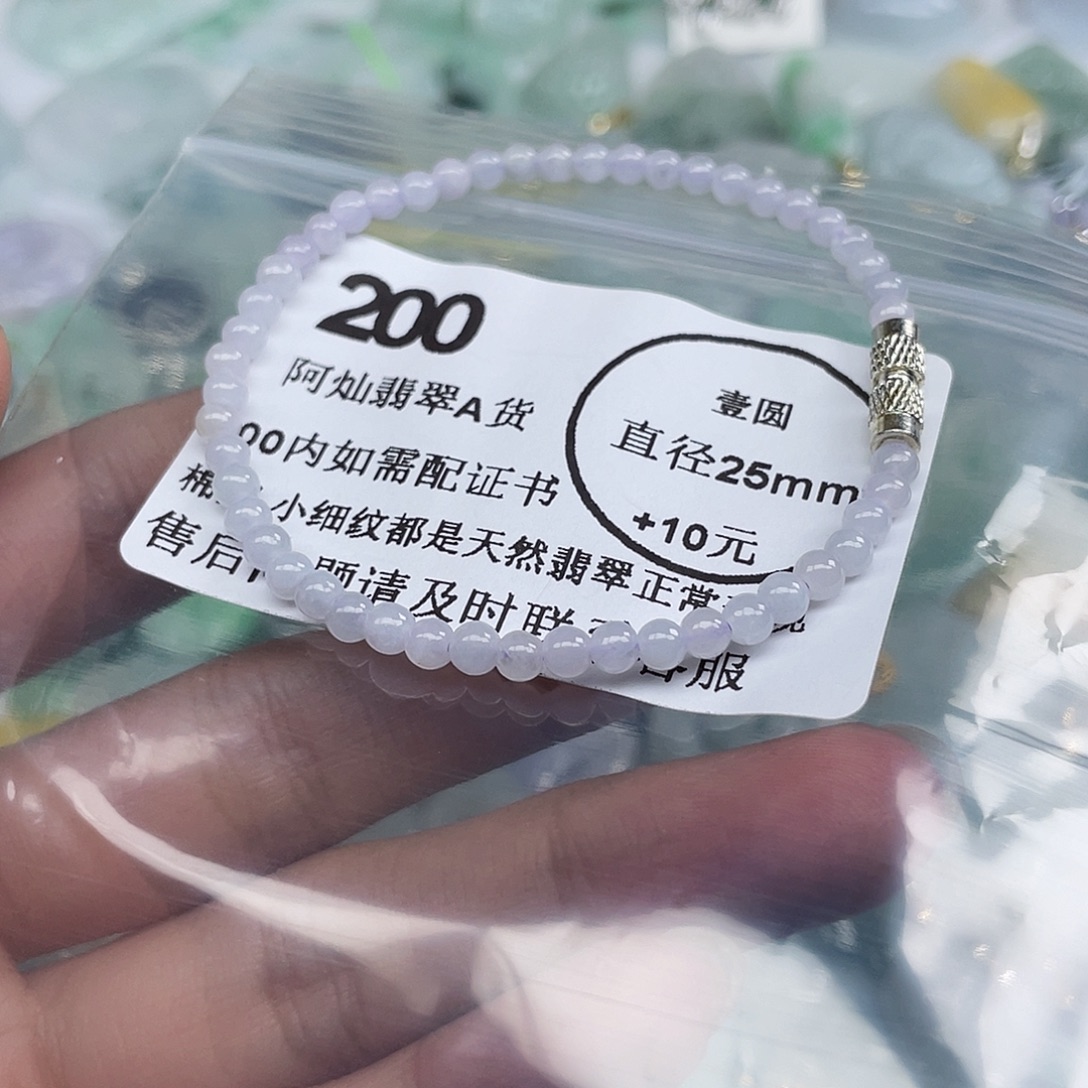 200
阿灿翡翠A货
00内如需配证书
棉 小细纹都是天然翡翠正常
售后 题请及时联 客服
壹圆
直径25mm
+10元